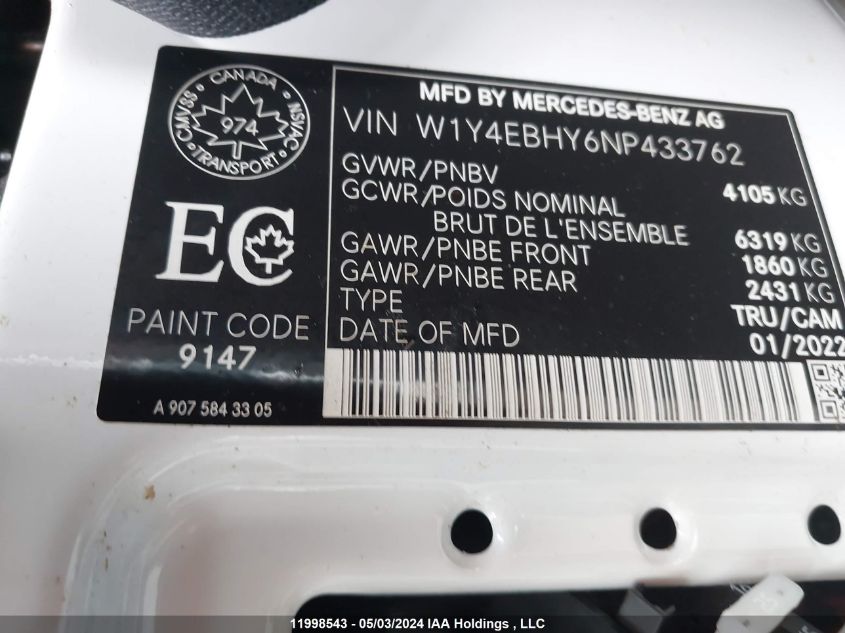 CANADA
CMVSS
974
NSVAC
TRANSPORT
EC
PAINT CODE
9147
A 907 584 33 05
MFD BY MERCEDES-BENZ AG
VIN W1Y4EBHY6NP433762
GVWR/PNBV 4105 KG
GCWR/POIDS NOMINAL
BRUT DE L'ENSEMBLE 6319 KG
GAWR/PNBE FRONT 1860 KG
GAWR/PNBE REAR 2431 KG
TYPE TRU/CAM
DATE OF MFD 01/2022
11998543 - 05/03/2024 IAA Holdings , LLC